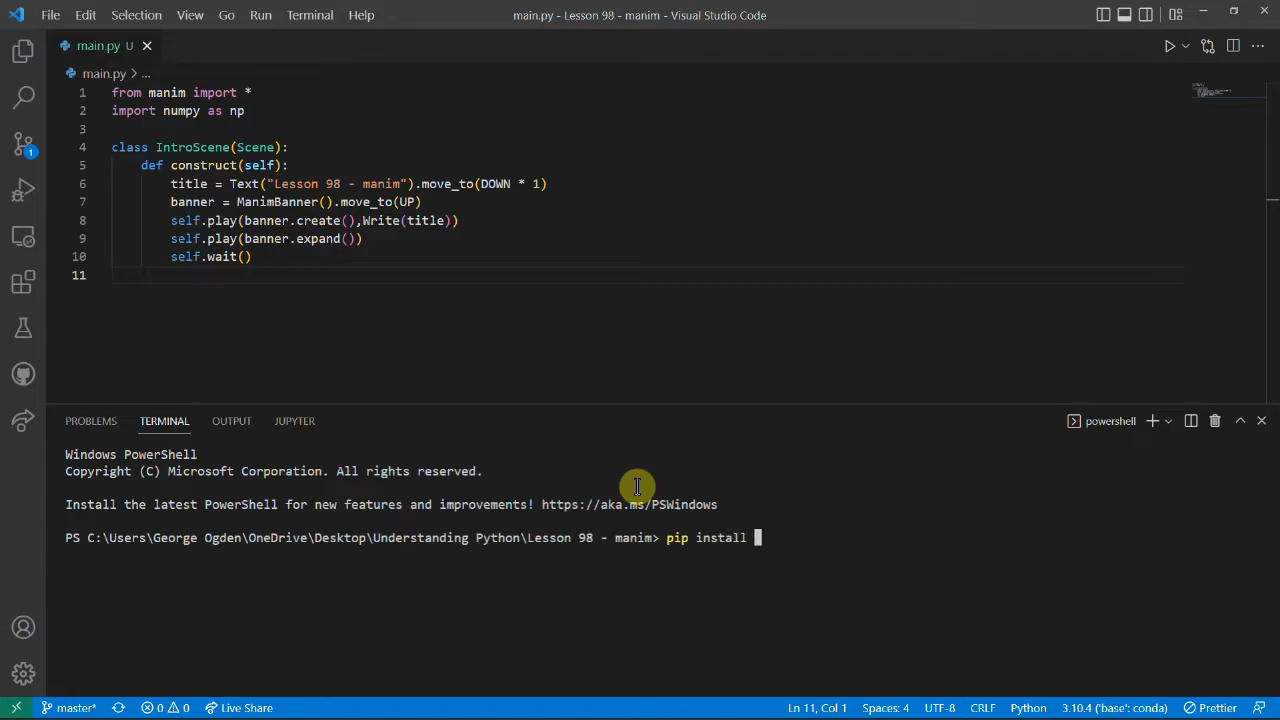 File Edit Selection View Go Run Terminal Help
main.py - Lesson 98 - manim - Visual Studio Code
main.py U
main.py > ...
1 from manim import *
2 import numpy as np
3
4 class IntroScene(Scene):
5 def construct(self):
6 title = Text("Lesson 98 - manim").move_to(DOWN * 1)
7 banner = ManimBanner().move_to(UP)
8 self.play(banner.create(),Write(title))
9 self.play(banner.expand())
10 self.wait()
11
1
PROBLEMS TERMINAL OUTPUT JUPYTER
powershell
Windows PowerShell
Copyright (C) Microsoft Corporation. All rights reserved.
Install the latest PowerShell for new features and improvements! https://aka.ms/PSWindows
PS C:\Users\George Ogden\OneDrive\Desktop\Understanding Python\Lesson 98 - manim> pip install
master* 0 0 Live Share Ln 11, Col 1 Spaces: 4 UTF-8 CRLF Python 3.10.4 ('base': conda) Prettier